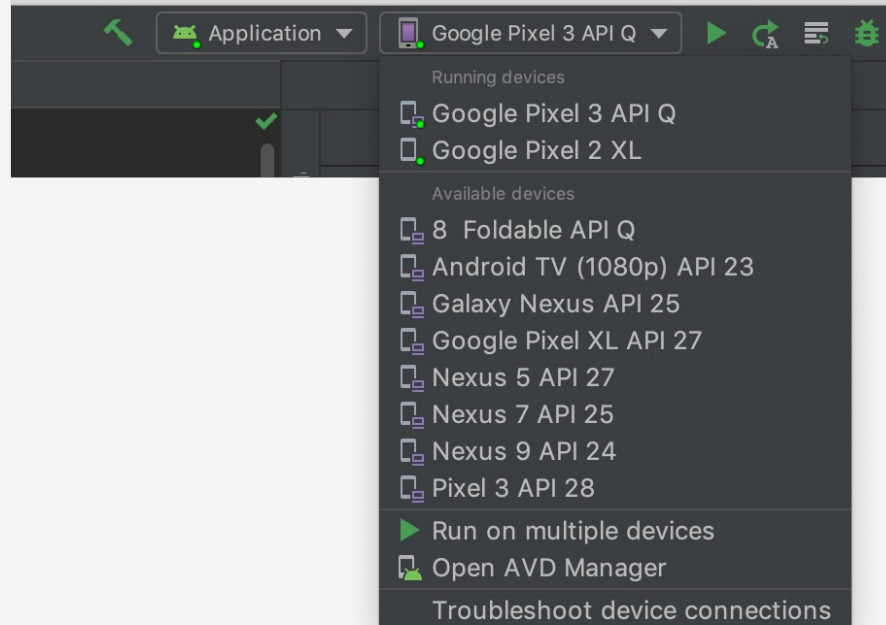 Application
Google Pixel 3 API Q
Running devices
Google Pixel 3 API Q
Google Pixel 2 XL
Available devices
8 Foldable API Q
Android TV (1080p) API 23
Galaxy Nexus API 25
Google Pixel XL API 27
Nexus 5 API 27
Nexus 7 API 25
Nexus 9 API 24
Pixel 3 API 28
Run on multiple devices
Open AVD Manager
Troubleshoot device connections